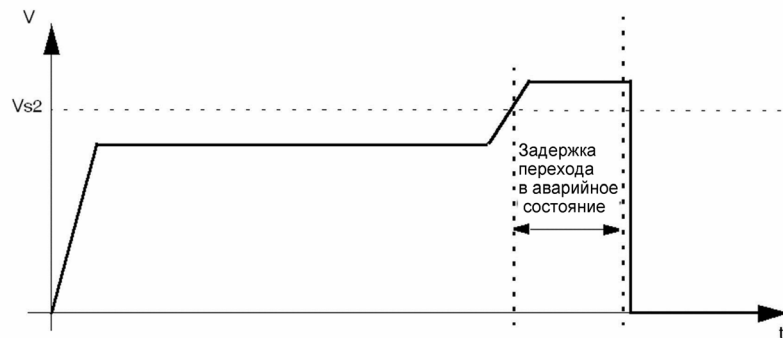 V
Vs2
Задержка
перехода
в аварийное
состояние
t